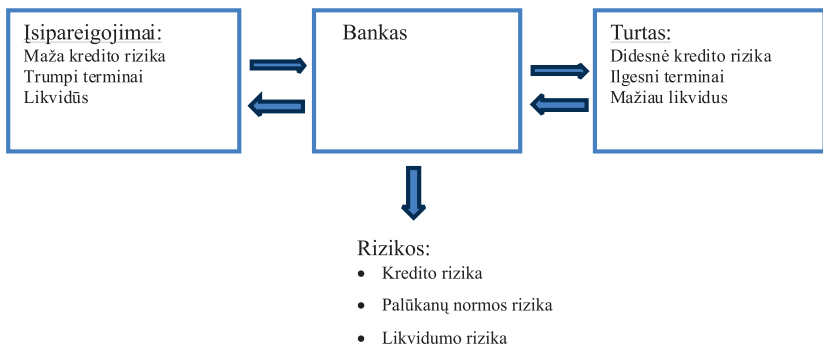 Įsipareigojimai:
Maža kredito rizika
Trumpi terminai
Likvidūs
Bankas
Turtas:
Didesnė kredito rizika
Ilgesni terminai
Mažiau likvidus
Rizikos:
• Kredito rizika
• Palūkanų normos rizika
• Likvidumo rizika